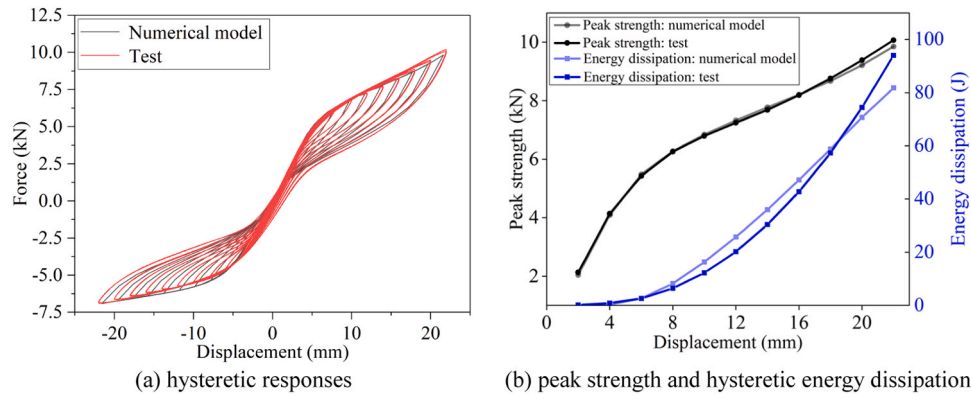 12.5
10.0
7.5
5.0
2.5
0.0
-2.5
-5.0
-7.5
Force (kN)
Numerical model
Test
-20 -10 0 10 20
Displacement (mm)
(a) hysteretic responses
10
8
6
4
2
Peak strength (kN)
Peak strength: numerical model
Peak strength: test
Energy dissipation: numerical model
Energy dissipation: test
100
80
60
40
20
0
Energy dissipation (J)
0 4 8 12 16 20
Displacement (mm)
(b) peak strength and hysteretic energy dissipation